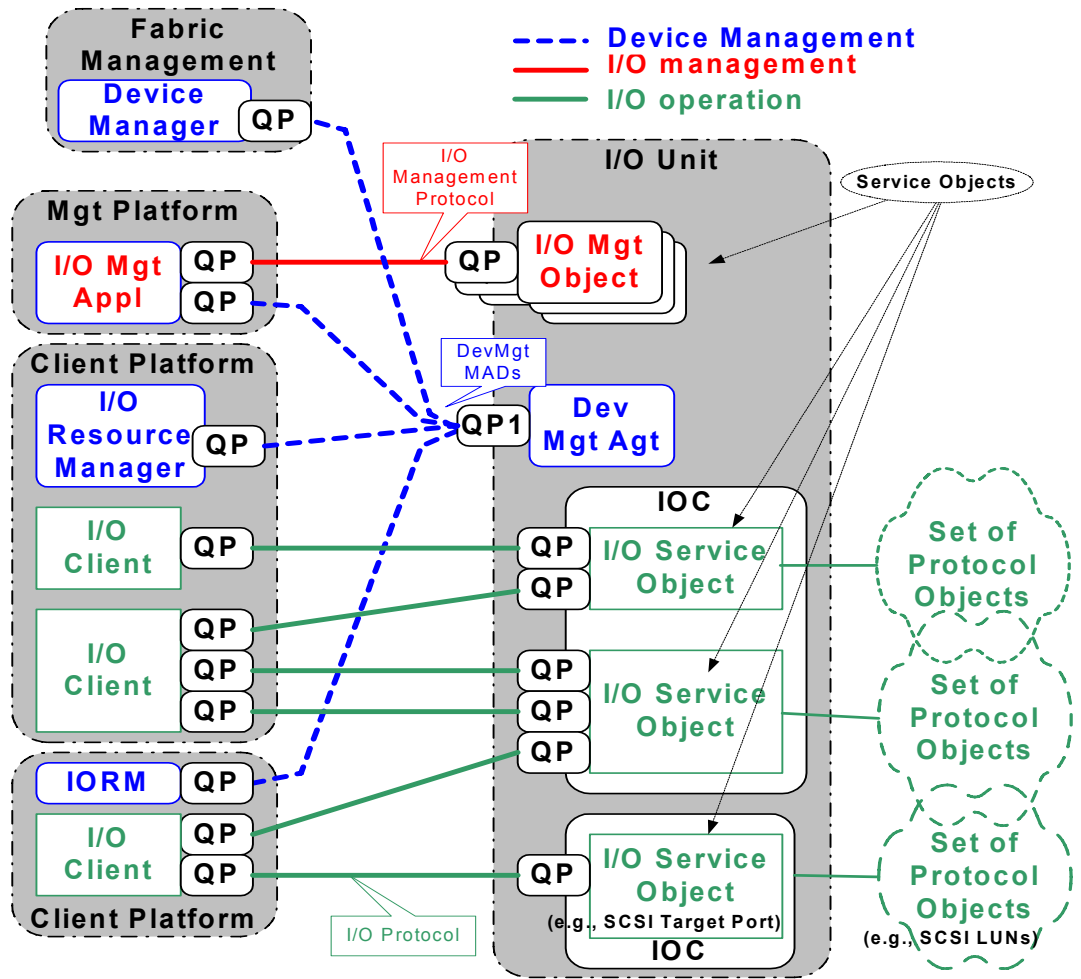 Fabric
Management
Device
Manager
QP
Device Management
I/O management
I/O operation
I/O
Management
Protocol
I/O Unit
Service Objects
Mgt Platform
I/O Mgt
Appl
QP
QP
QP
I/O Mgt
Object
Client Platform
I/O
Resource
Manager
QP
DevMgt
MADs
QP1
Dev
Mgt Agt
I/O
Client
QP
I/O
Client
QP
QP
QP
IOC
QP
QP
I/O Service
Object
QP
QP
QP
I/O Service
Object
Set of
Protocol
Objects
Set of
Protocol
Objects
IORM
QP
I/O
Client
QP
QP
Client Platform
I/O Protocol
QP
I/O Service
Object
(e.g., SCSI Target Port)
IOC
Set of
Protocol
Objects
(e.g., SCSI LUNs)